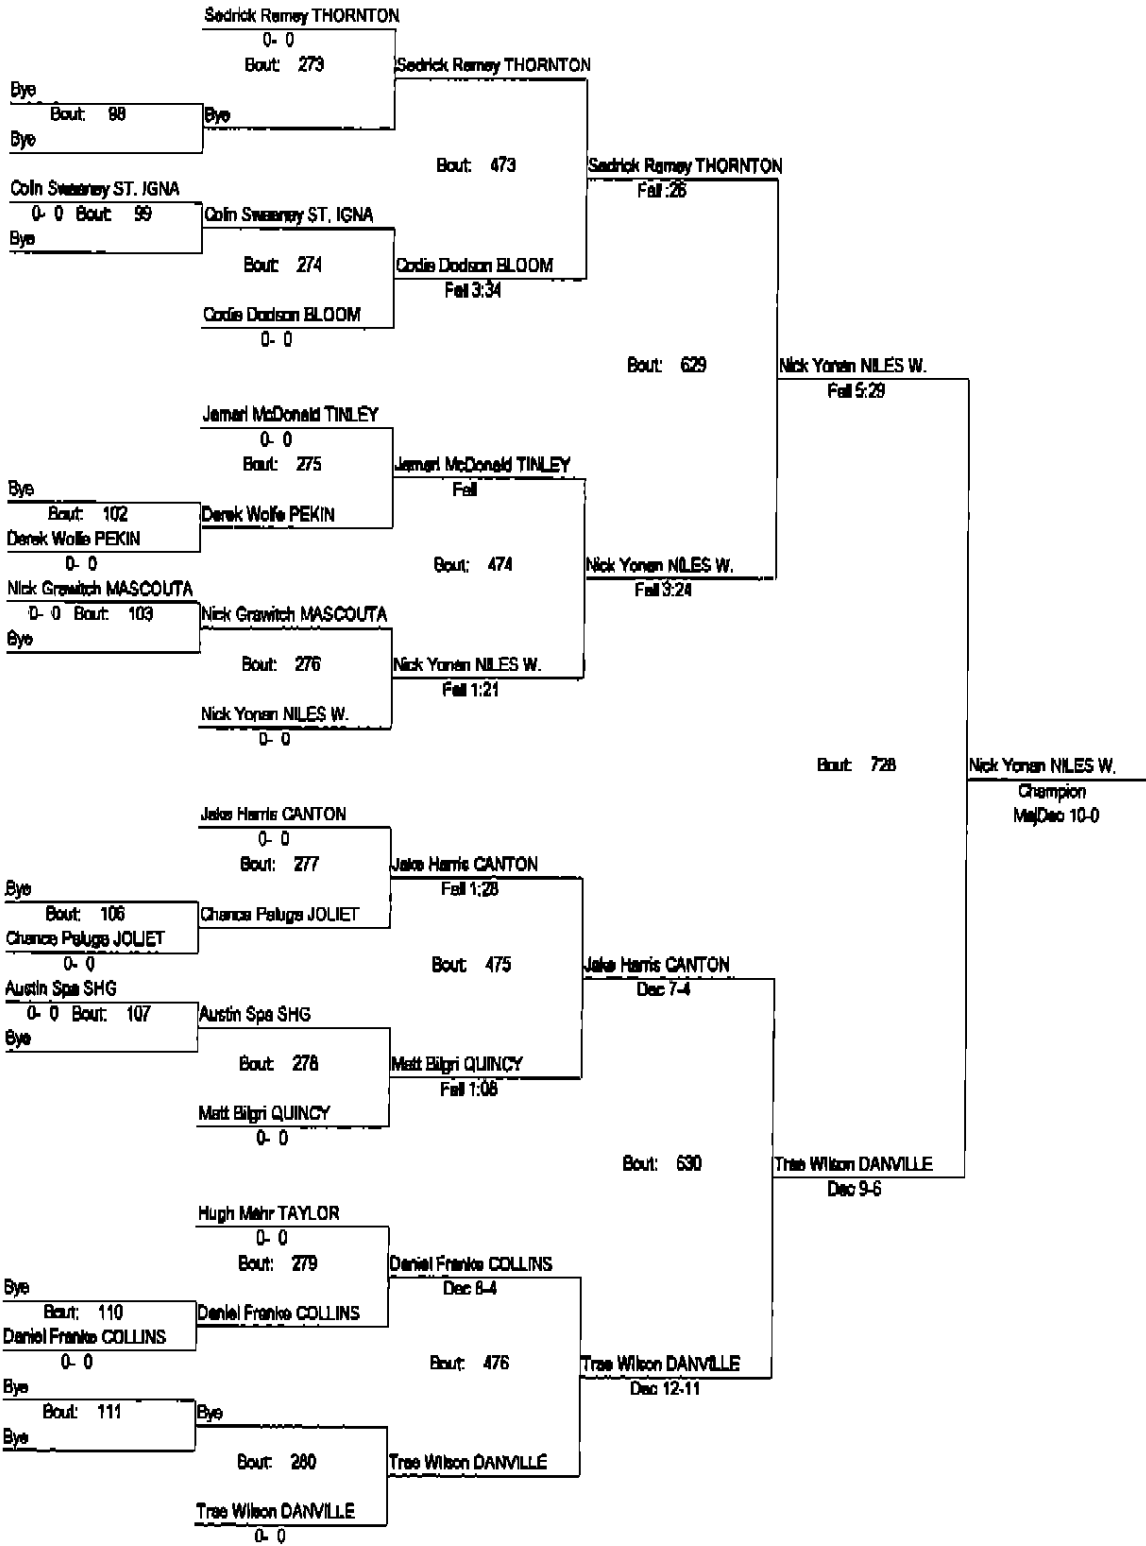 Sedrick Ramey THORNTON
0- 0
Bout: 273
Sedrick Ramey THORNTON
Bye
Bout: 98
Bye
Bye
Bout: 473
Sedrick Ramey THORNTON
Fall :26
Colin Sweeney ST. IGNA
0- 0 Bout: 99
Colin Sweeney ST. IGNA
Bye
Bout: 274
Codie Dodson BLOOM
Fall 3:34
Codie Dodson BLOOM
0- 0
Bout: 629
Nick Yonan NILES W.
Fall 5:29
Jamari McDonald TINLEY
0- 0
Bout: 275
Jamari McDonald TINLEY
Fall
Bye
Bout: 102
Derek Wolfe PEKIN
Derek Wolfe PEKIN
0- 0
Bout: 474
Nick Yonan NILES W.
Fall 3:24
Nick Grawitch MASCOUTA
0- 0 Bout: 103
Nick Grawitch MASCOUTA
Bye
Bout: 276
Nick Yonan NILES W.
Fall 1:21
Nick Yonan NILES W.
0- 0
Bout: 728
Nick Yonan NILES W.
Champion
MajDec 10-0
Jake Harris CANTON
0- 0
Bout: 277
Jake Harris CANTON
Fall 1:28
Bye
Bout: 106
Chance Paluga JOLIET
Chance Paluga JOLIET
0- 0
Bout: 475
Jake Harris CANTON
Dec 7-4
Austin Spa SHG
0- 0 Bout: 107
Austin Spa SHG
Bye
Bout: 278
Matt Bilgri QUINCY
Fall 1:08
Matt Bilgri QUINCY
0- 0
Bout: 630
Trae Wilson DANVILLE
Dec 9-6
Hugh Mahr TAYLOR
0- 0
Bout: 279
Daniel Franke COLLINS
Dec 8-4
Bye
Bout: 110
Daniel Franke COLLINS
Daniel Franke COLLINS
0- 0
Bout: 476
Trae Wilson DANVILLE
Dec 12-11
Bye
Bout: 111
Bye
Bye
Bout: 280
Trae Wilson DANVILLE
Trae Wilson DANVILLE
0- 0